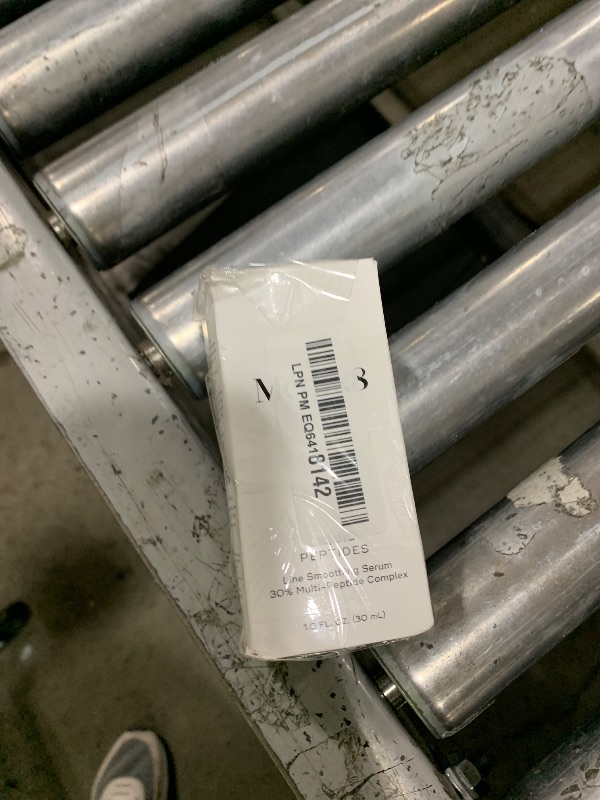 LPN PM EQ6418142
PEPTIDES
Line Smoothing Serum
30% Multi-Peptide Complex
1.0 FL. OZ. (30 mL)